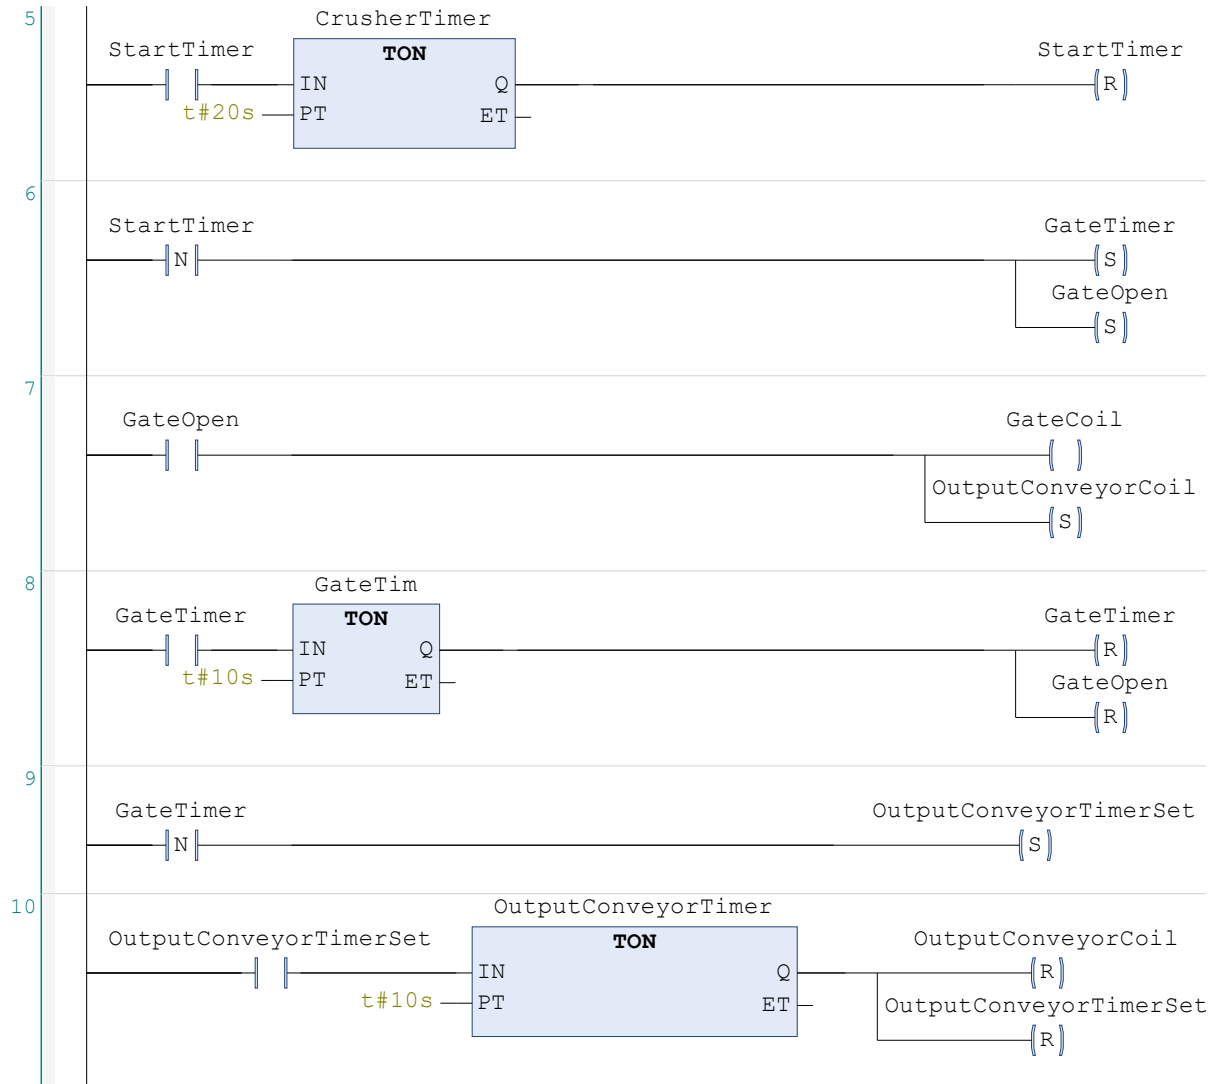 5
CrusherTimer
StartTimer TON StartTimer
IN Q R
t#20s PT ET
6
StartTimer GateTimer
N S
GateOpen
S
7
GateOpen GateCoil
OutputConveyorCoil
S
8
GateTim
GateTimer TON GateTimer
IN Q R
t#10s PT ET GateOpen
R
9
GateTimer OutputConveyorTimerSet
N S
10
OutputConveyorTimer
OutputConveyorTimerSet TON OutputConveyorCoil
IN Q R
t#10s PT ET OutputConveyorTimerSet
R